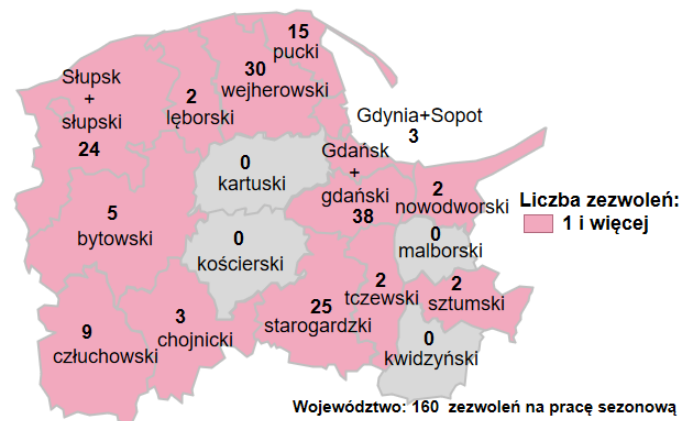 15
pucki
30
wejherowski
Słupsk
+
słupski
24
2
lęborski
Gdynia+Sopot
3
0
kartuski
Gdańsk
+
gdański
38
2
nowodworski
Liczba zezwoleń:
1 i więcej
5
bytowski
0
kościerski
0
malborski
9
człuchowski
3
chojnicki
25
starogardzki
2
tczewski
2
sztumski
0
kwidzyński
Województwo: 160 zezwoleń na pracę sezonową